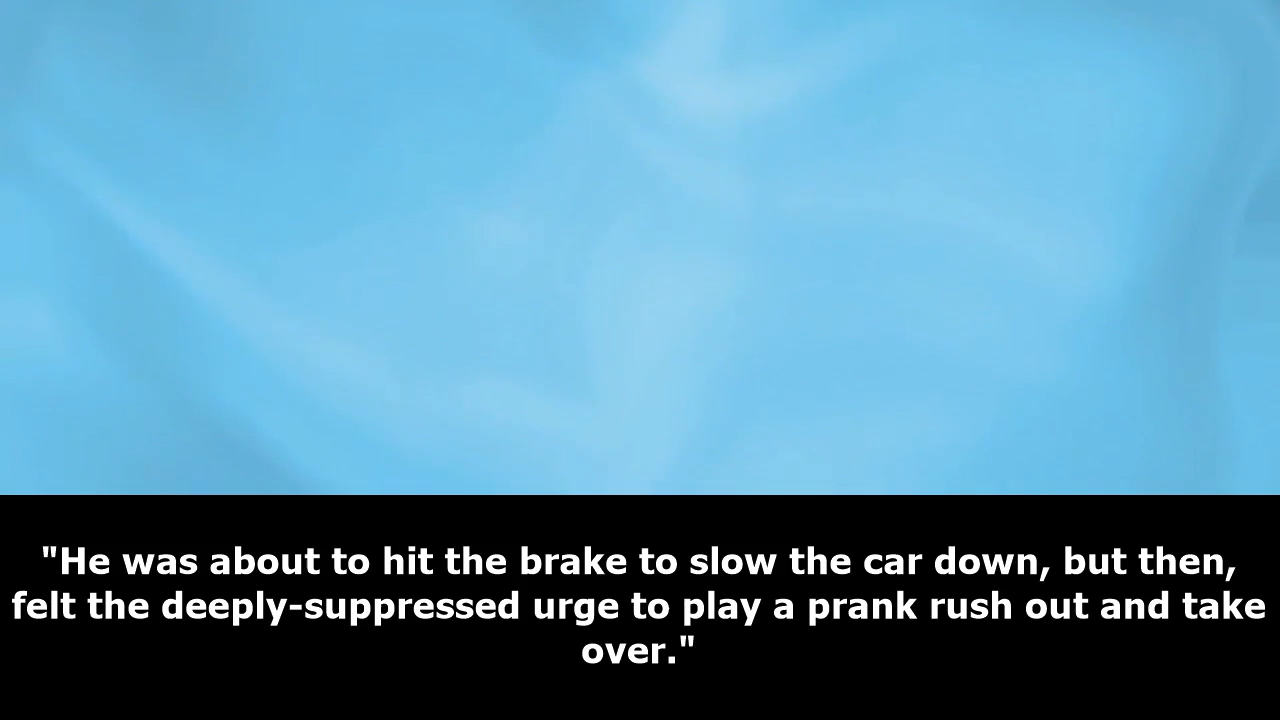 "He was about to hit the brake to slow the car down, but then,
felt the deeply-suppressed urge to play a prank rush out and take
over."